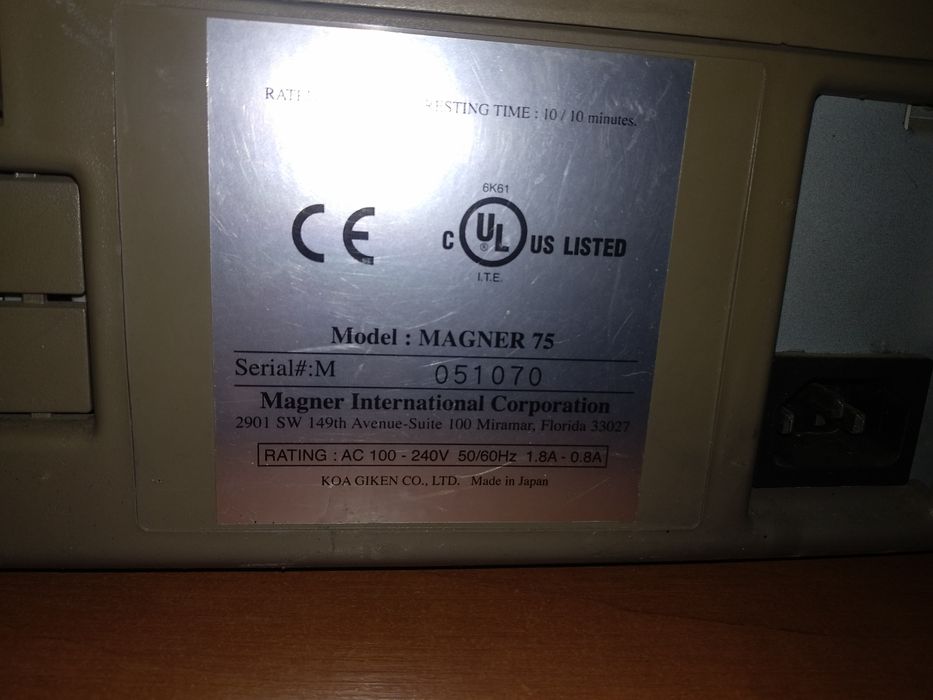 RESTING TIME : 10 / 10 minutes.
6K61
CE
C UL ® US LISTED
I.T.E.
Model : MAGNER 75
Serial#:M 051070
Magner International Corporation
2901 SW 149th Avenue-Suite 100 Miramar, Florida 33027
RATING : AC 100 - 240V 50/60Hz 1.8A - 0.8A
KOA GIKEN CO., LTD. Made in Japan